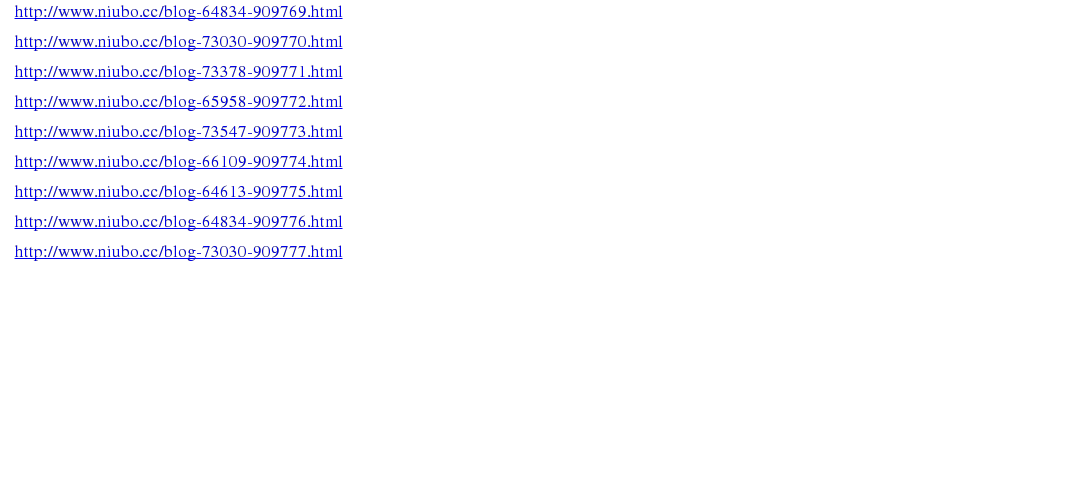 http://www.niubo.cc/blog-64834-909769.html
http://www.niubo.cc/blog-73030-909770.html
http://www.niubo.cc/blog-73378-909771.html
http://www.niubo.cc/blog-65958-909772.html
http://www.niubo.cc/blog-73547-909773.html
http://www.niubo.cc/blog-66109-909774.html
http://www.niubo.cc/blog-64613-909775.html
http://www.niubo.cc/blog-64834-909776.html
http://www.niubo.cc/blog-73030-909777.html